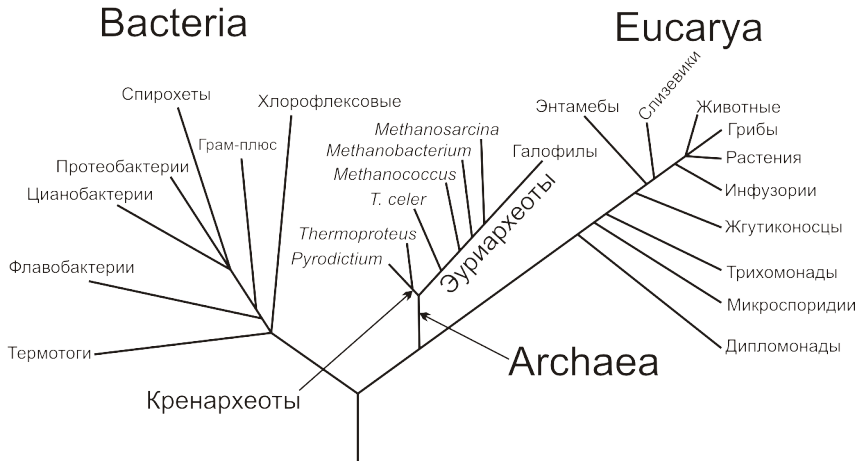 Bacteria
Eucarya
Спирохеты
Хлорофлексовые
Грам-плюс
Протеобактерии
Цианобактерии
Флавобактерии
Термотоги
Methanosarcina
Methanobacterium
Methanococcus
T. celer
Thermoproteus
Pyrodictium
Галофилы
Эуриархеоты
Кренархеоты
Archaea
Энтамебы
Слизевики
Животные
Грибы
Растения
Инфузории
Жгутиконосцы
Трихомонады
Микроспоридии
Дипломонады